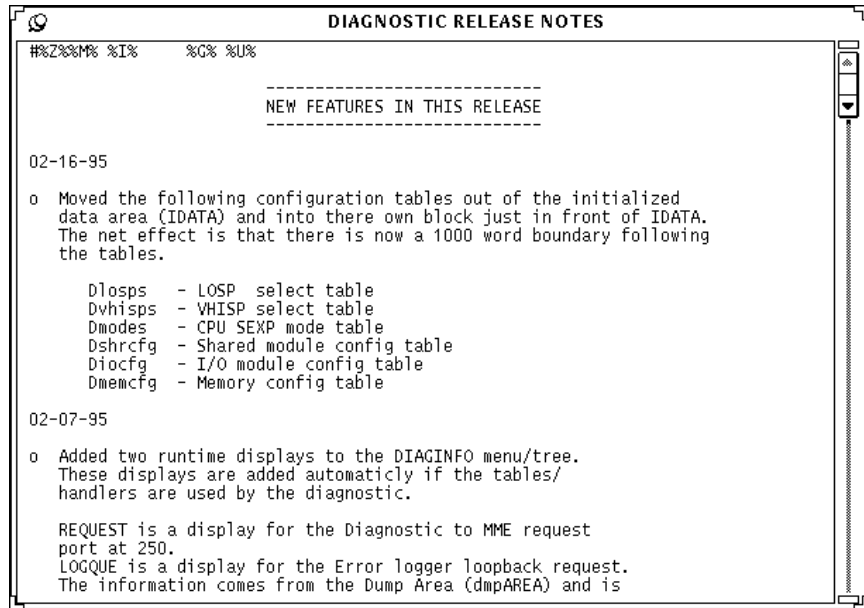 DIAGNOSTIC RELEASE NOTES
#%Z%%M% %I%     %G% %U%
---------------------------
NEW FEATURES IN THIS RELEASE
---------------------------
02-16-95
o  Moved the following configuration tables out of the initialized
data area (IDATA) and into there own block just in front of IDATA.
The net effect is that there is now a 1000 word boundary following
the tables.
Dlosps   - LOSP  select table
Dvhisps  - VHISP select table
Dmodes   - CPU SEXP mode table
Dshrcfg  - Shared module config table
Diocfg   - I/O module config table
Dmemcfg  - Memory config table
02-07-95
o  Added two runtime displays to the DIAGINFO menu/tree.
These displays are added automaticly if the tables/
handlers are used by the diagnostic.
REQUEST is a display for the Diagnostic to MME request
port at 250.
LOGQUE is a display for the Error logger loopback request.
The information comes from the Dump Area (dmpAREA) and is